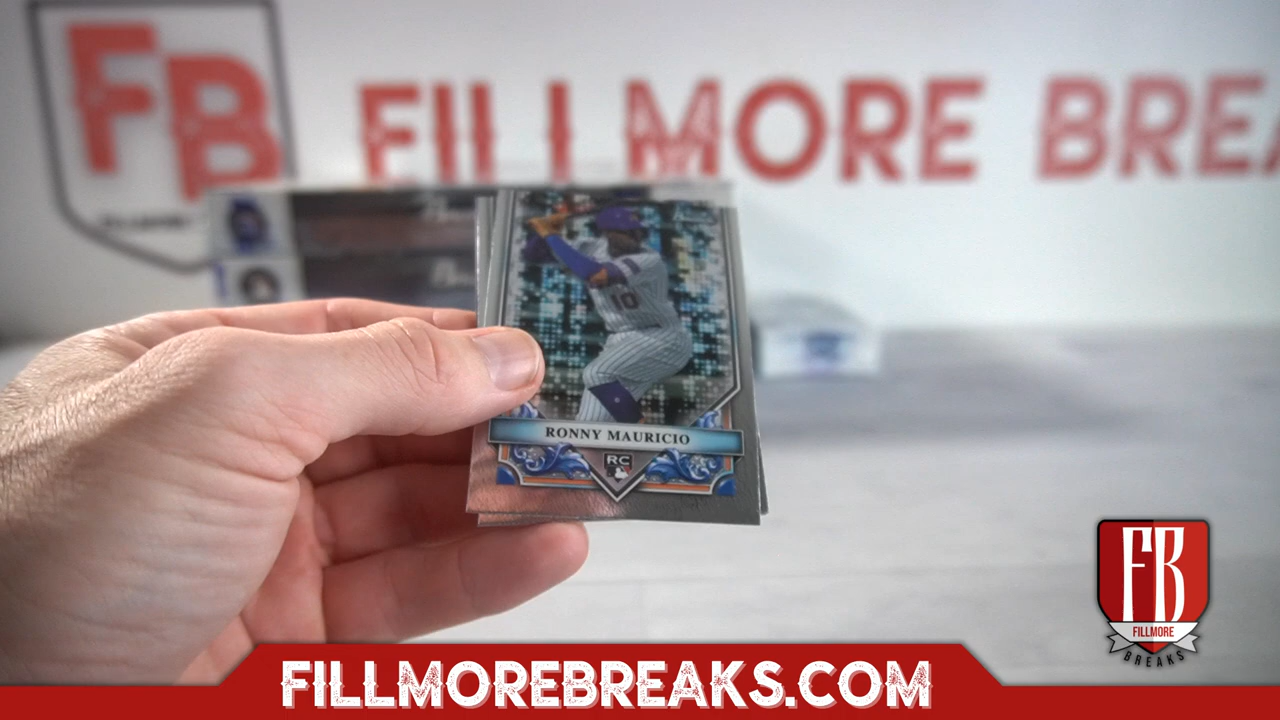 FB
FILLMORE BREA
10
RONNY MAURICIO
RC
FB
FILLMORE
BREAKS
FILLMOREBREAKS.COM